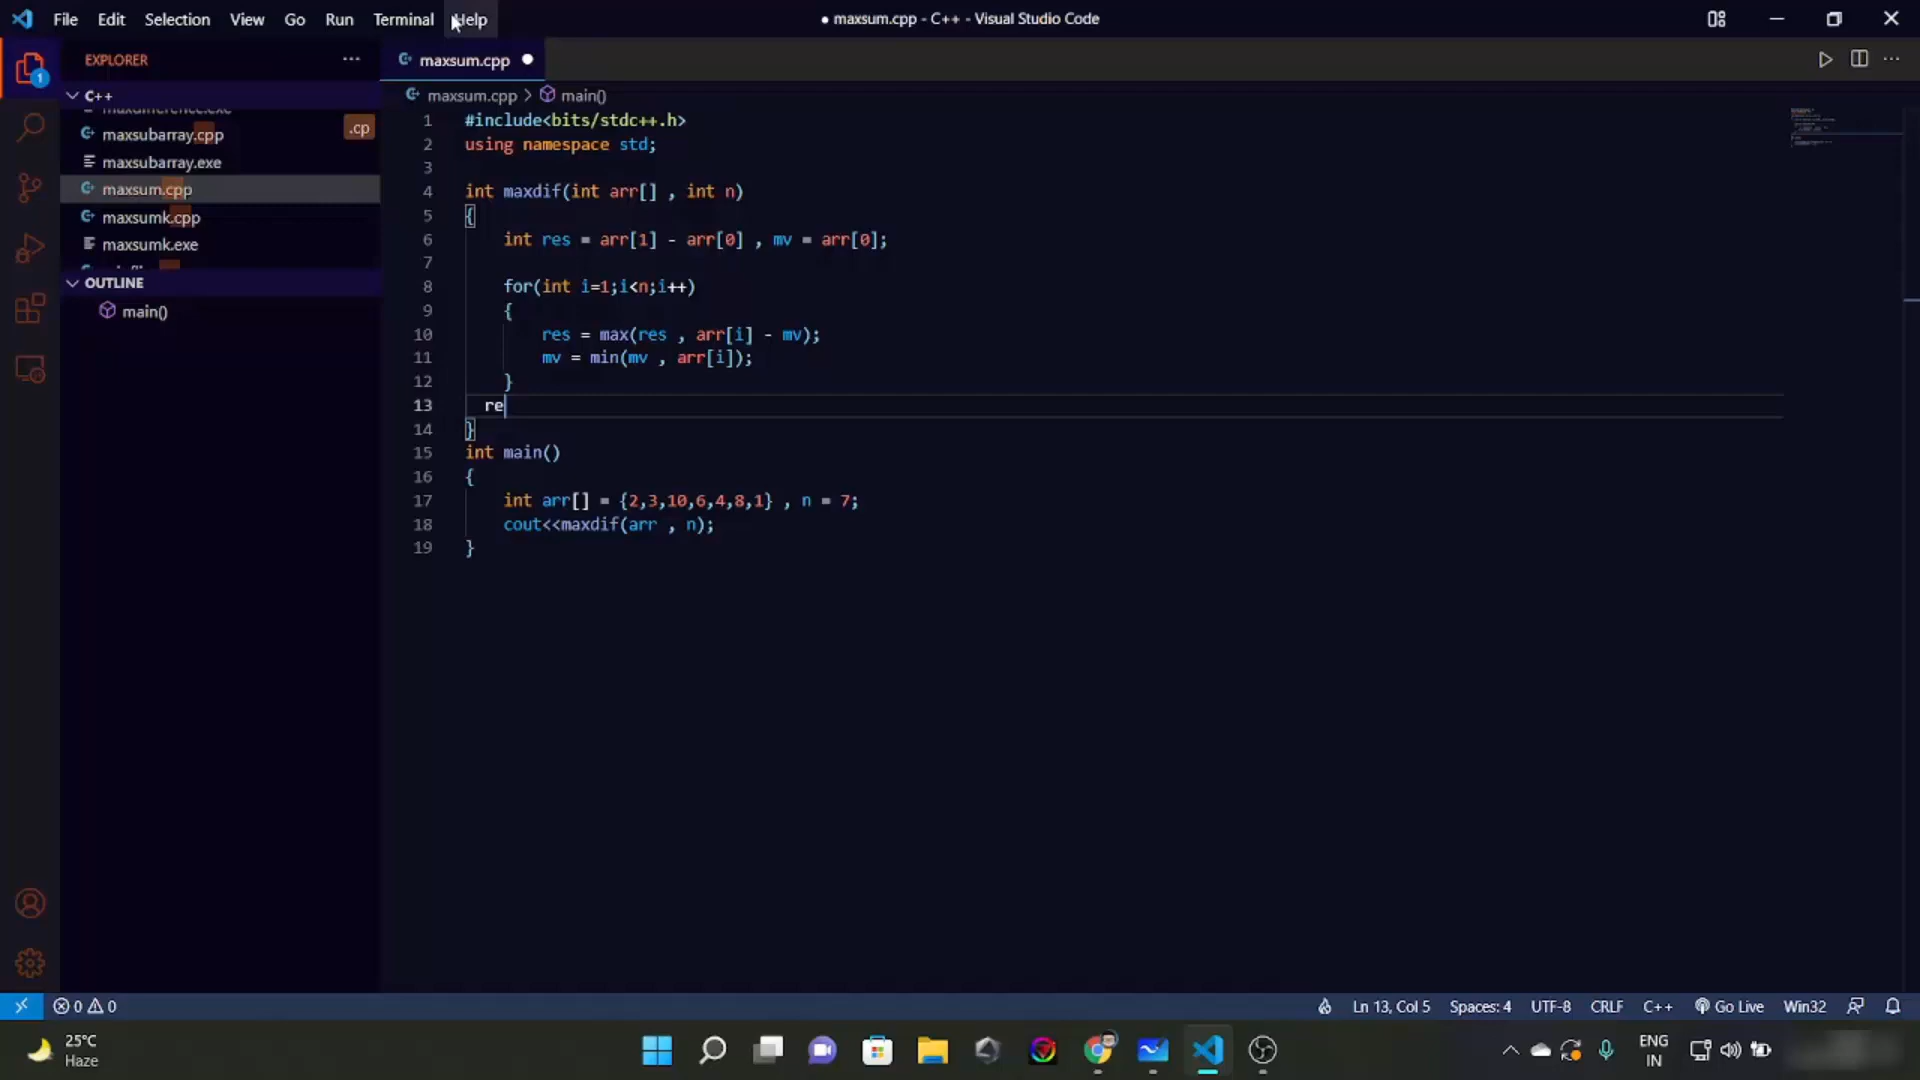 File Edit Selection View Go Run Terminal Help
● maxsum.cpp - C++ - Visual Studio Code
EXPLORER
maxsum.cpp
1
C++
maxsum.cpp > main()
maxdifference.exe
maxsubarray.cpp
.cp
maxsubarray.exe
maxsum.cpp
maxsumk.cpp
maxsumk.exe
OUTLINE
main()
1 #include<bits/stdc++.h>
2 using namespace std;
3
4 int maxdif(int arr[] , int n)
5 {
6 int res = arr[1] - arr[0] , mv = arr[0];
7
8 for(int i=1;i<n;i++)
9 {
10 res = max(res , arr[i] - mv);
11 mv = min(mv , arr[i]);
12 }
13 re
14 }
15 int main()
16 {
17 int arr[] = {2,3,10,6,4,8,1} , n = 7;
18 cout<<maxdif(arr , n);
19 }
0 0
Ln 13, Col 5 Spaces: 4 UTF-8 CRLF C++ Go Live Win32
25°C
Haze
ENG
IN